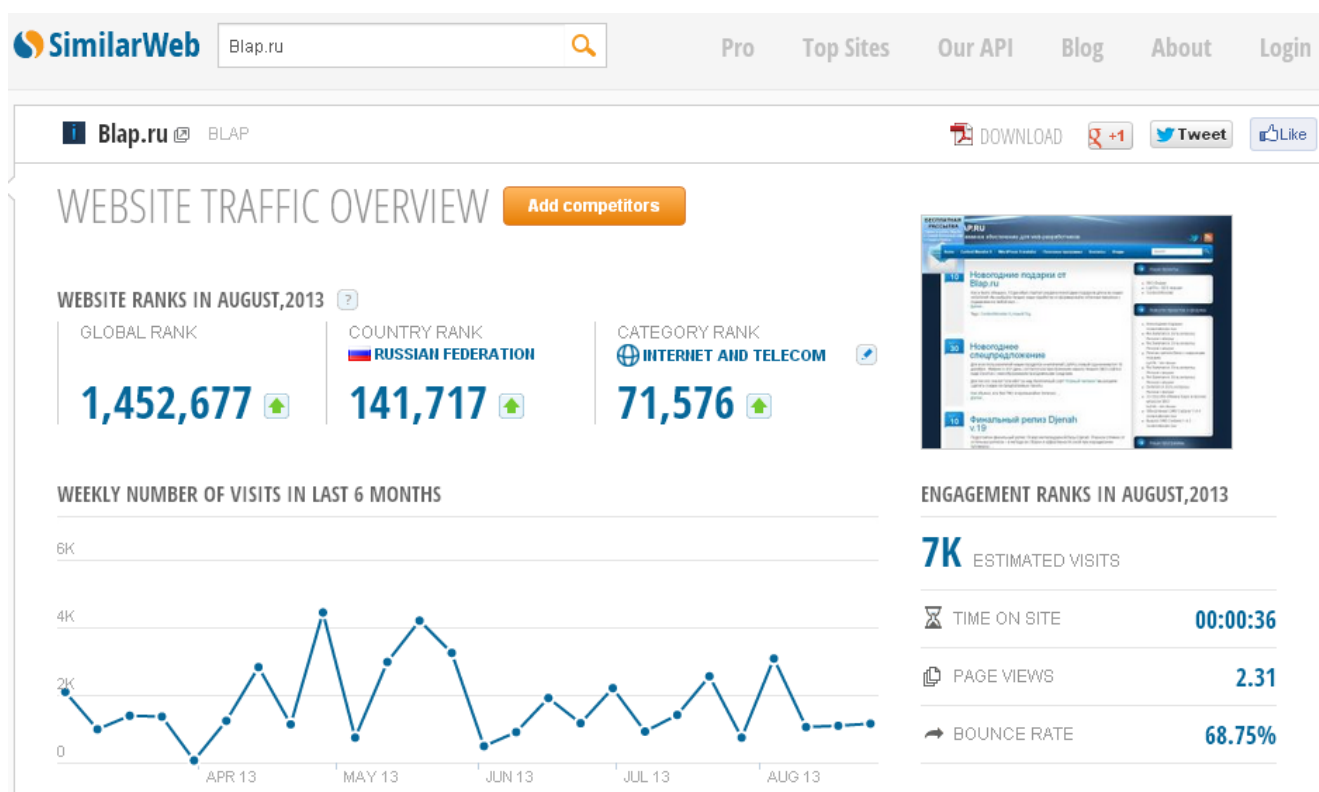 SimilarWeb Blap.ru Pro Top Sites Our API Blog About Login
Blap.ru BLAP DOWNLOAD +1 Tweet Like
WEBSITE TRAFFIC OVERVIEW Add competitors
WEBSITE RANKS IN AUGUST,2013 ?
GLOBAL RANK COUNTRY RANK CATEGORY RANK
RUSSIAN FEDERATION INTERNET AND TELECOM
1,452,677 141,717 71,576
БЕСПЛАТНАЯ
РАССЫЛКА
Новогодние подарки от
Blap.ru
Новогоднее
спецпредложение
Финальный релиз Djenah
v.19
WEEKLY NUMBER OF VISITS IN LAST 6 MONTHS
6K
4K
2K
0
APR 13 MAY 13 JUN 13 JUL 13 AUG 13
ENGAGEMENT RANKS IN AUGUST,2013
7K ESTIMATED VISITS
TIME ON SITE 00:00:36
PAGE VIEWS 2.31
BOUNCE RATE 68.75%